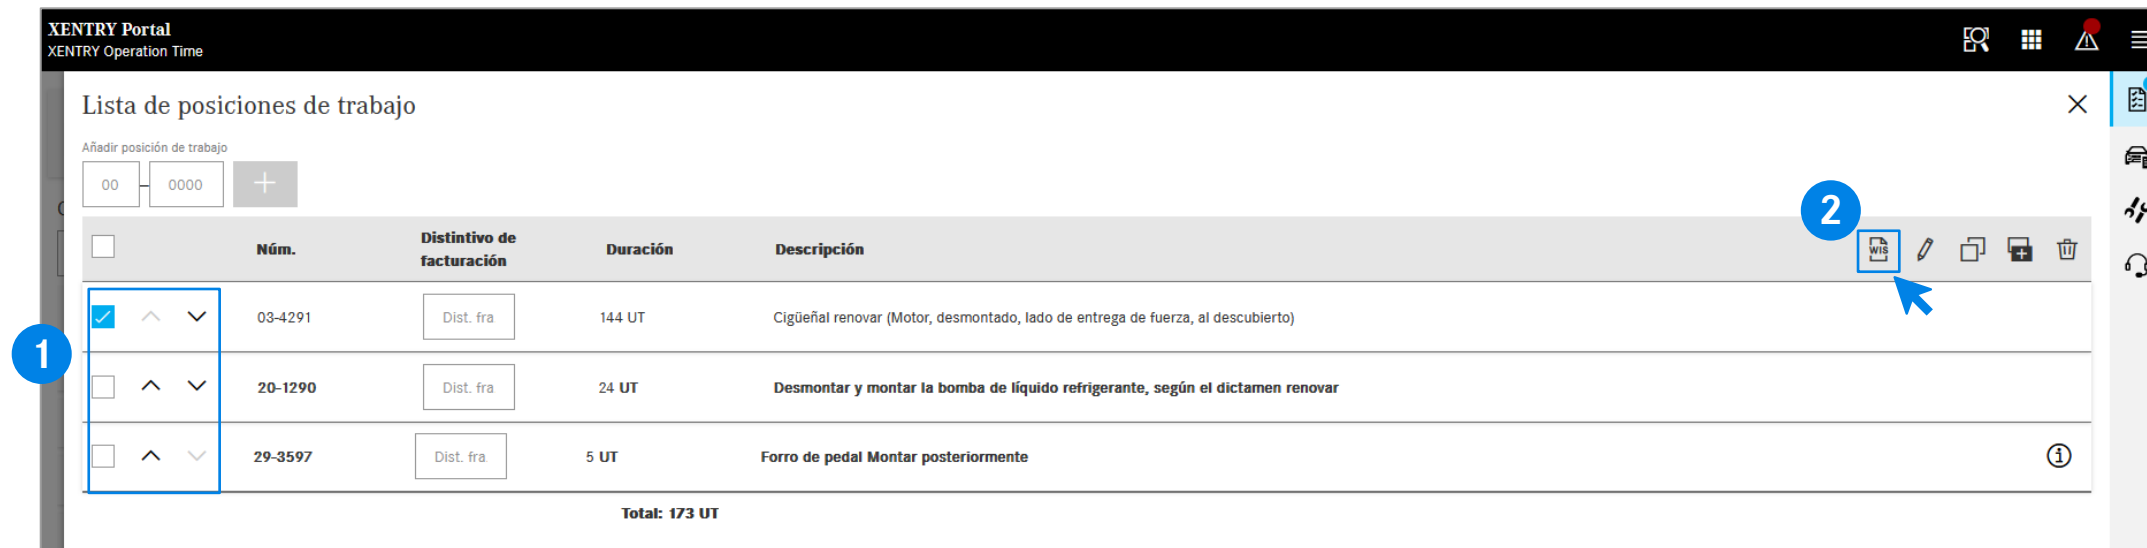 XENTRY Portal
XENTRY Operation Time
Lista de posiciones de trabajo
Añadir posición de trabajo
00 – 0000
2
Núm.
Distintivo de
facturación
Duración
Descripción
WIS
1
03-4291 Dist. fra 144 UT Cigüeñal renovar (Motor, desmontado, lado de entrega de fuerza, al descubierto)
20-1290 Dist. fra 24 UT Desmontar y montar la bomba de líquido refrigerante, según el dictamen renovar
29-3597 Dist. fra 5 UT Forro de pedal Montar posteriormente
Total: 173 UT